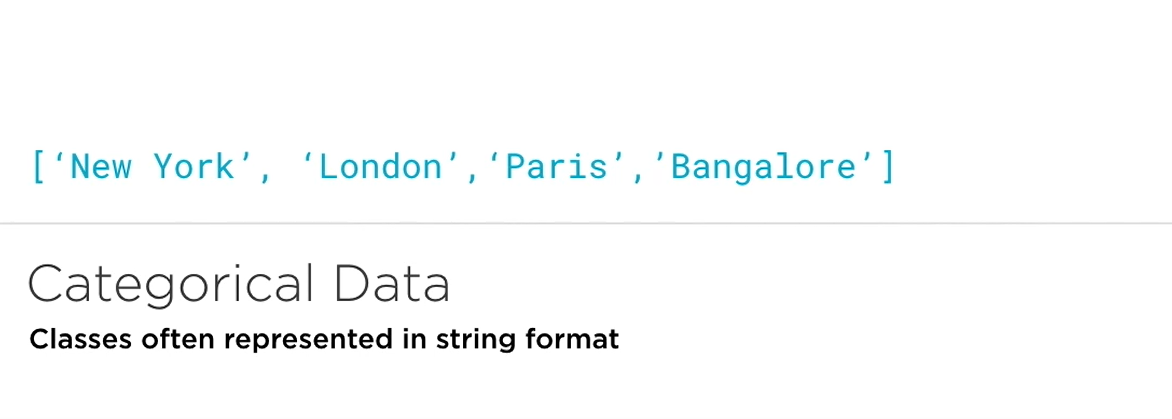 [‘New York’, ‘London’,‘Paris’,’Bangalore’]
Categorical Data
Classes often represented in string format